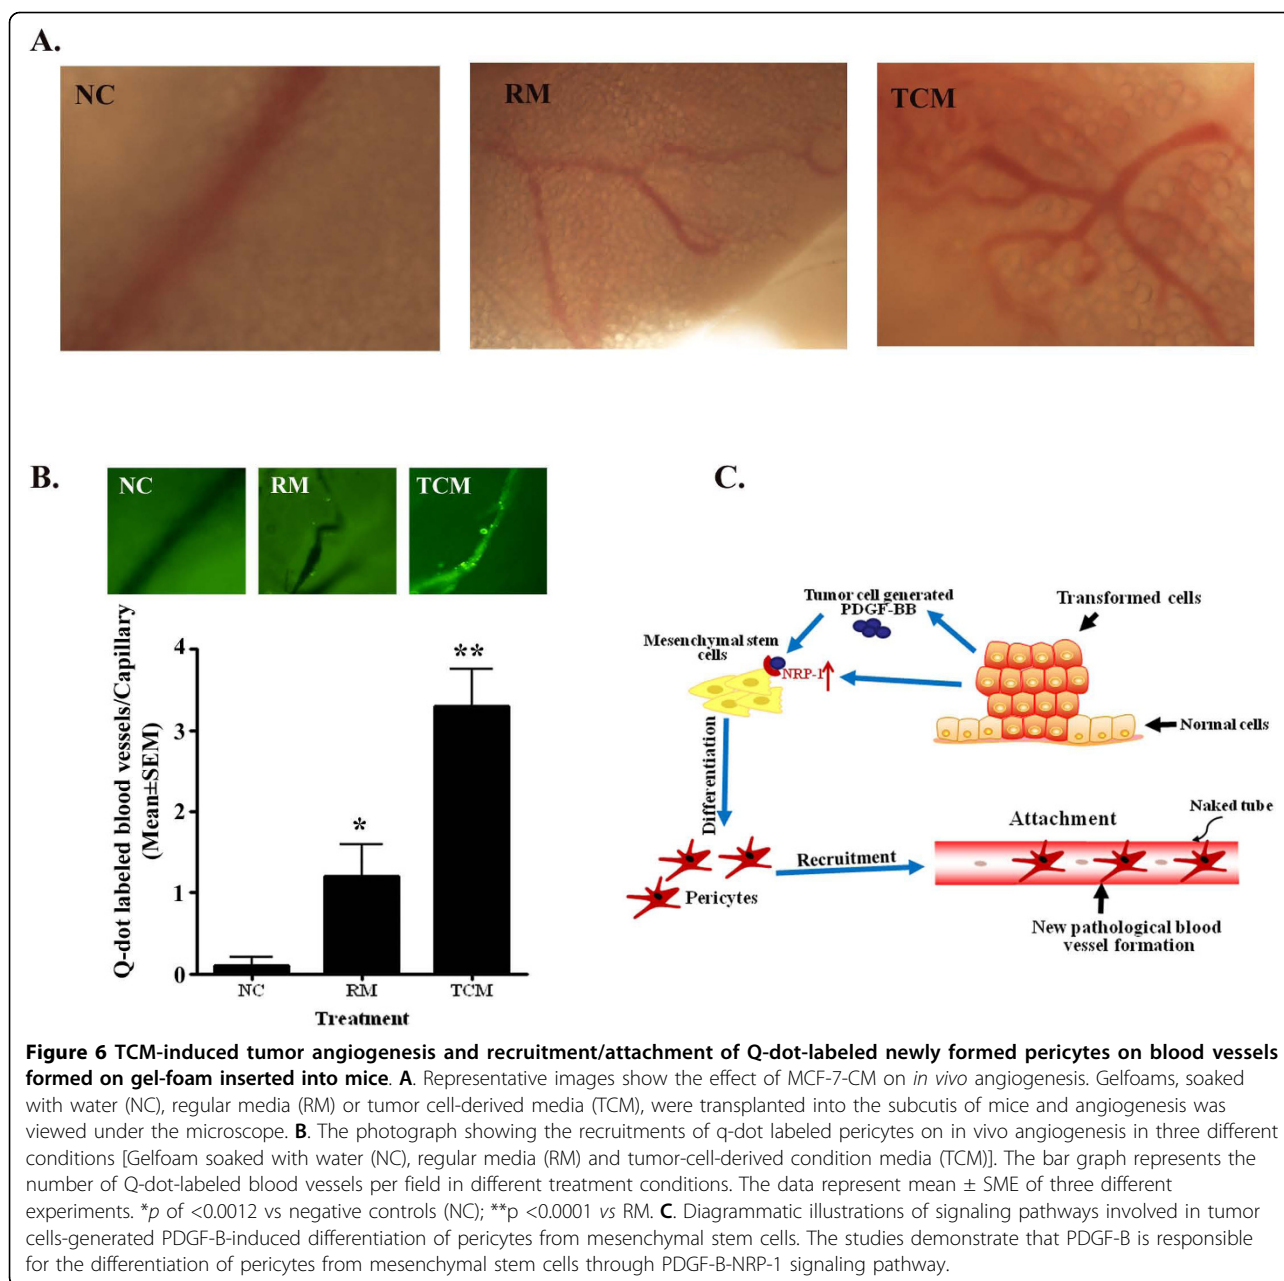 A.
NC
RM
TCM
B.
NC
RM
TCM
Q-dot labeled blood vessels/Capillary
(Mean±SEM)
4
3
2
1
0
*
**
NC
RM
TCM
Treatment
C.
Tumor cell generated
PDGF-BB
Transformed cells
Mesenchymal stem
cells
NRP-1
Normal cells
Differentiation
Naked tube
Attachment
Recruitment
Pericytes
New pathological blood
vessel formation
Figure 6 TCM-induced tumor angiogenesis and recruitment/attachment of Q-dot-labeled newly formed pericytes on blood vessels
formed on gel-foam inserted into mice. A. Representative images show the effect of MCF-7-CM on in vivo angiogenesis. Gelfoams, soaked
with water (NC), regular media (RM) or tumor cell-derived media (TCM), were transplanted into the subcutis of mice and angiogenesis was
viewed under the microscope. B. The photograph showing the recruitments of q-dot labeled pericytes on in vivo angiogenesis in three different
conditions [Gelfoam soaked with water (NC), regular media (RM) and tumor-cell-derived condition media (TCM)]. The bar graph represents the
number of Q-dot-labeled blood vessels per field in different treatment conditions. The data represent mean ± SME of three different
experiments. *p of <0.0012 vs negative controls (NC); **p <0.0001 vs RM. C. Diagrammatic illustrations of signaling pathways involved in tumor
cells-generated PDGF-B-induced differentiation of pericytes from mesenchymal stem cells. The studies demonstrate that PDGF-B is responsible
for the differentiation of pericytes from mesenchymal stem cells through PDGF-B-NRP-1 signaling pathway.